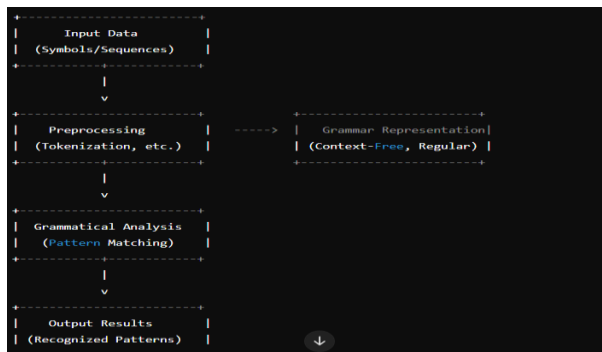 Input Data
(Symbols/Sequences)
Preprocessing -----> Grammar Representation
(Tokenization, etc.) (Context-Free, Regular)
Grammatical Analysis
(Pattern Matching)
Output Results
(Recognized Patterns)